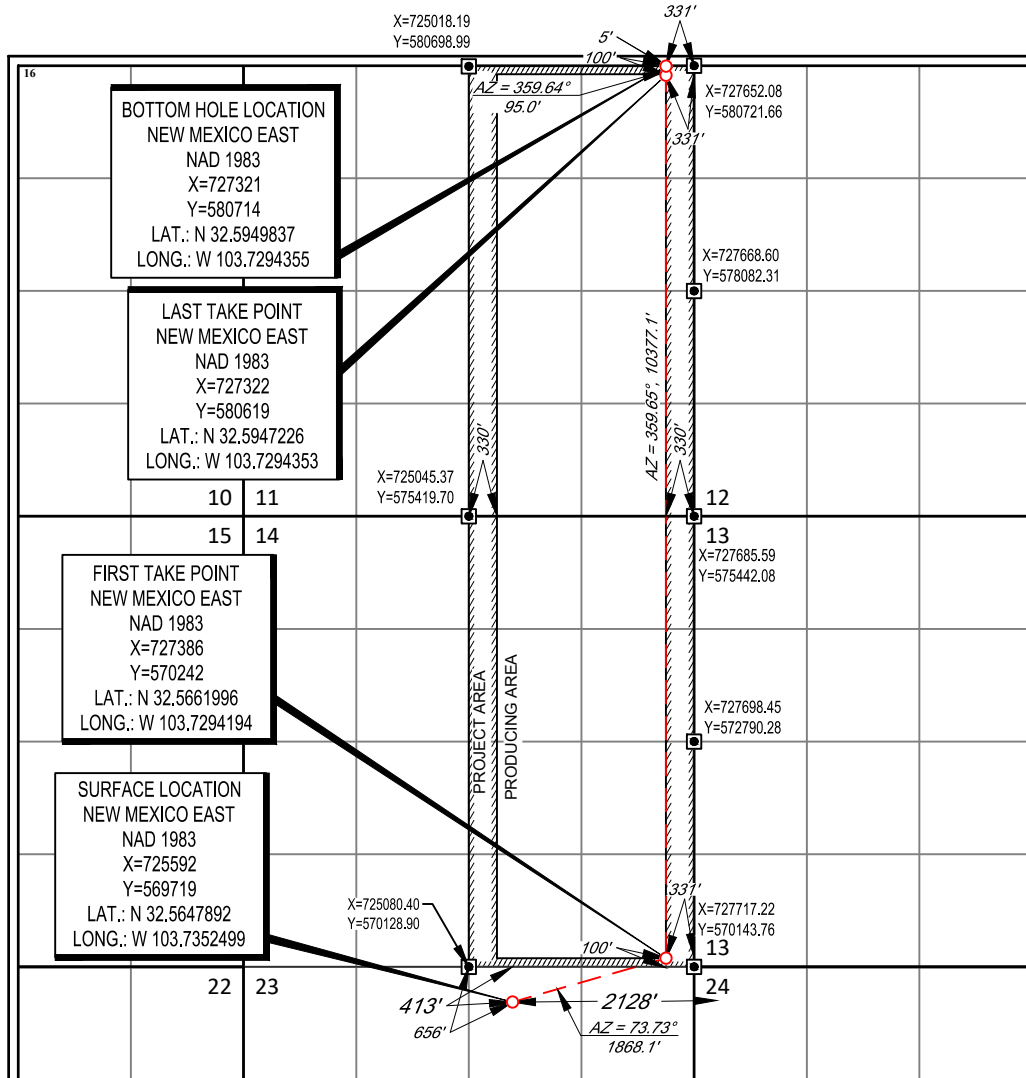 X=725018.19
Y=580698.99
331'
5'
100'
16
AZ = 359.64°
95.0'
X=727652.08
Y=580721.66
331'
BOTTOM HOLE LOCATION
NEW MEXICO EAST
NAD 1983
X=727321
Y=580714
LAT.: N 32.5949837
LONG.: W 103.7294355
X=727668.60
Y=578082.31
LAST TAKE POINT
NEW MEXICO EAST
NAD 1983
X=727322
Y=580619
LAT.: N 32.5947226
LONG.: W 103.7294353
AZ = 359.65°, 10377.1'
330'
330'
X=725045.37
Y=575419.70
10
11
12
15
14
13
X=727685.59
Y=575442.08
FIRST TAKE POINT
NEW MEXICO EAST
NAD 1983
X=727386
Y=570242
LAT.: N 32.5661996
LONG.: W 103.7294194
PROJECT AREA
PRODUCING AREA
X=727698.45
Y=572790.28
SURFACE LOCATION
NEW MEXICO EAST
NAD 1983
X=725592
Y=569719
LAT.: N 32.5647892
LONG.: W 103.7352499
X=725080.40
Y=570128.90
331'
X=727717.22
Y=570143.76
100'
13
22
23
24
413'
656'
2128'
AZ = 73.73°
1868.1'